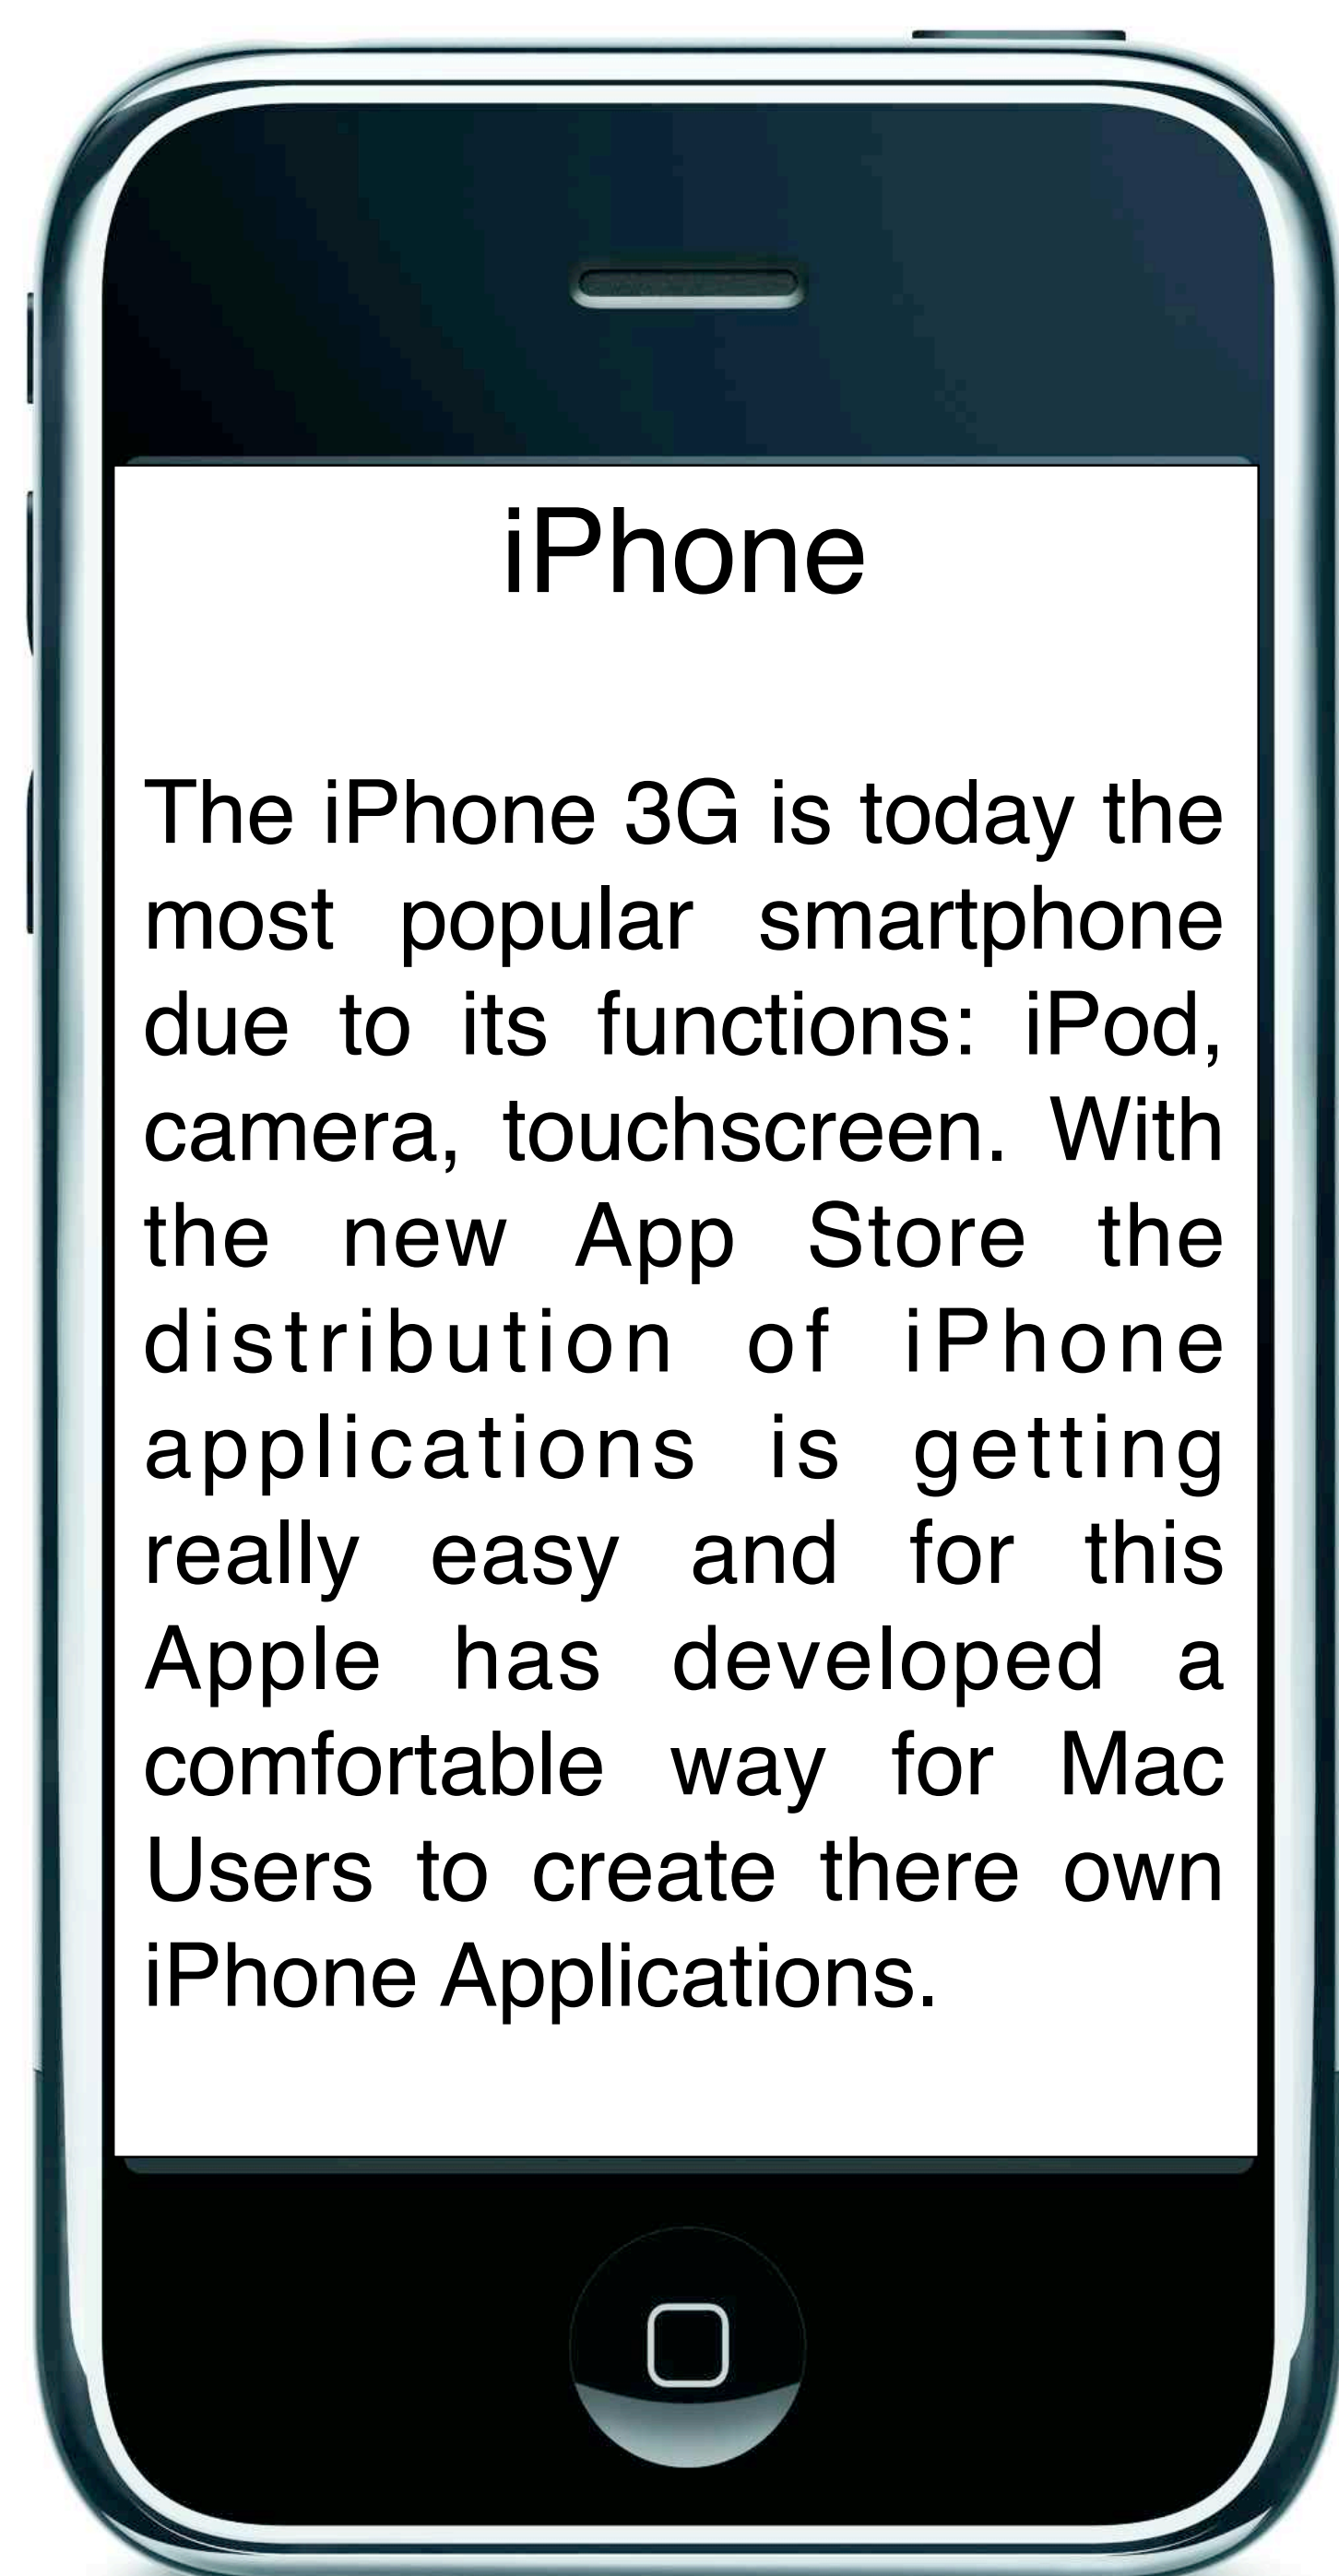 iPhone
The iPhone 3G is today the
most popular smartphone
due to its functions: iPod,
camera, touchscreen. With
the new App Store the
distribution of iPhone
applications is getting
really easy and for this
Apple has developed a
comfortable way for Mac
Users to create there own
iPhone Applications.